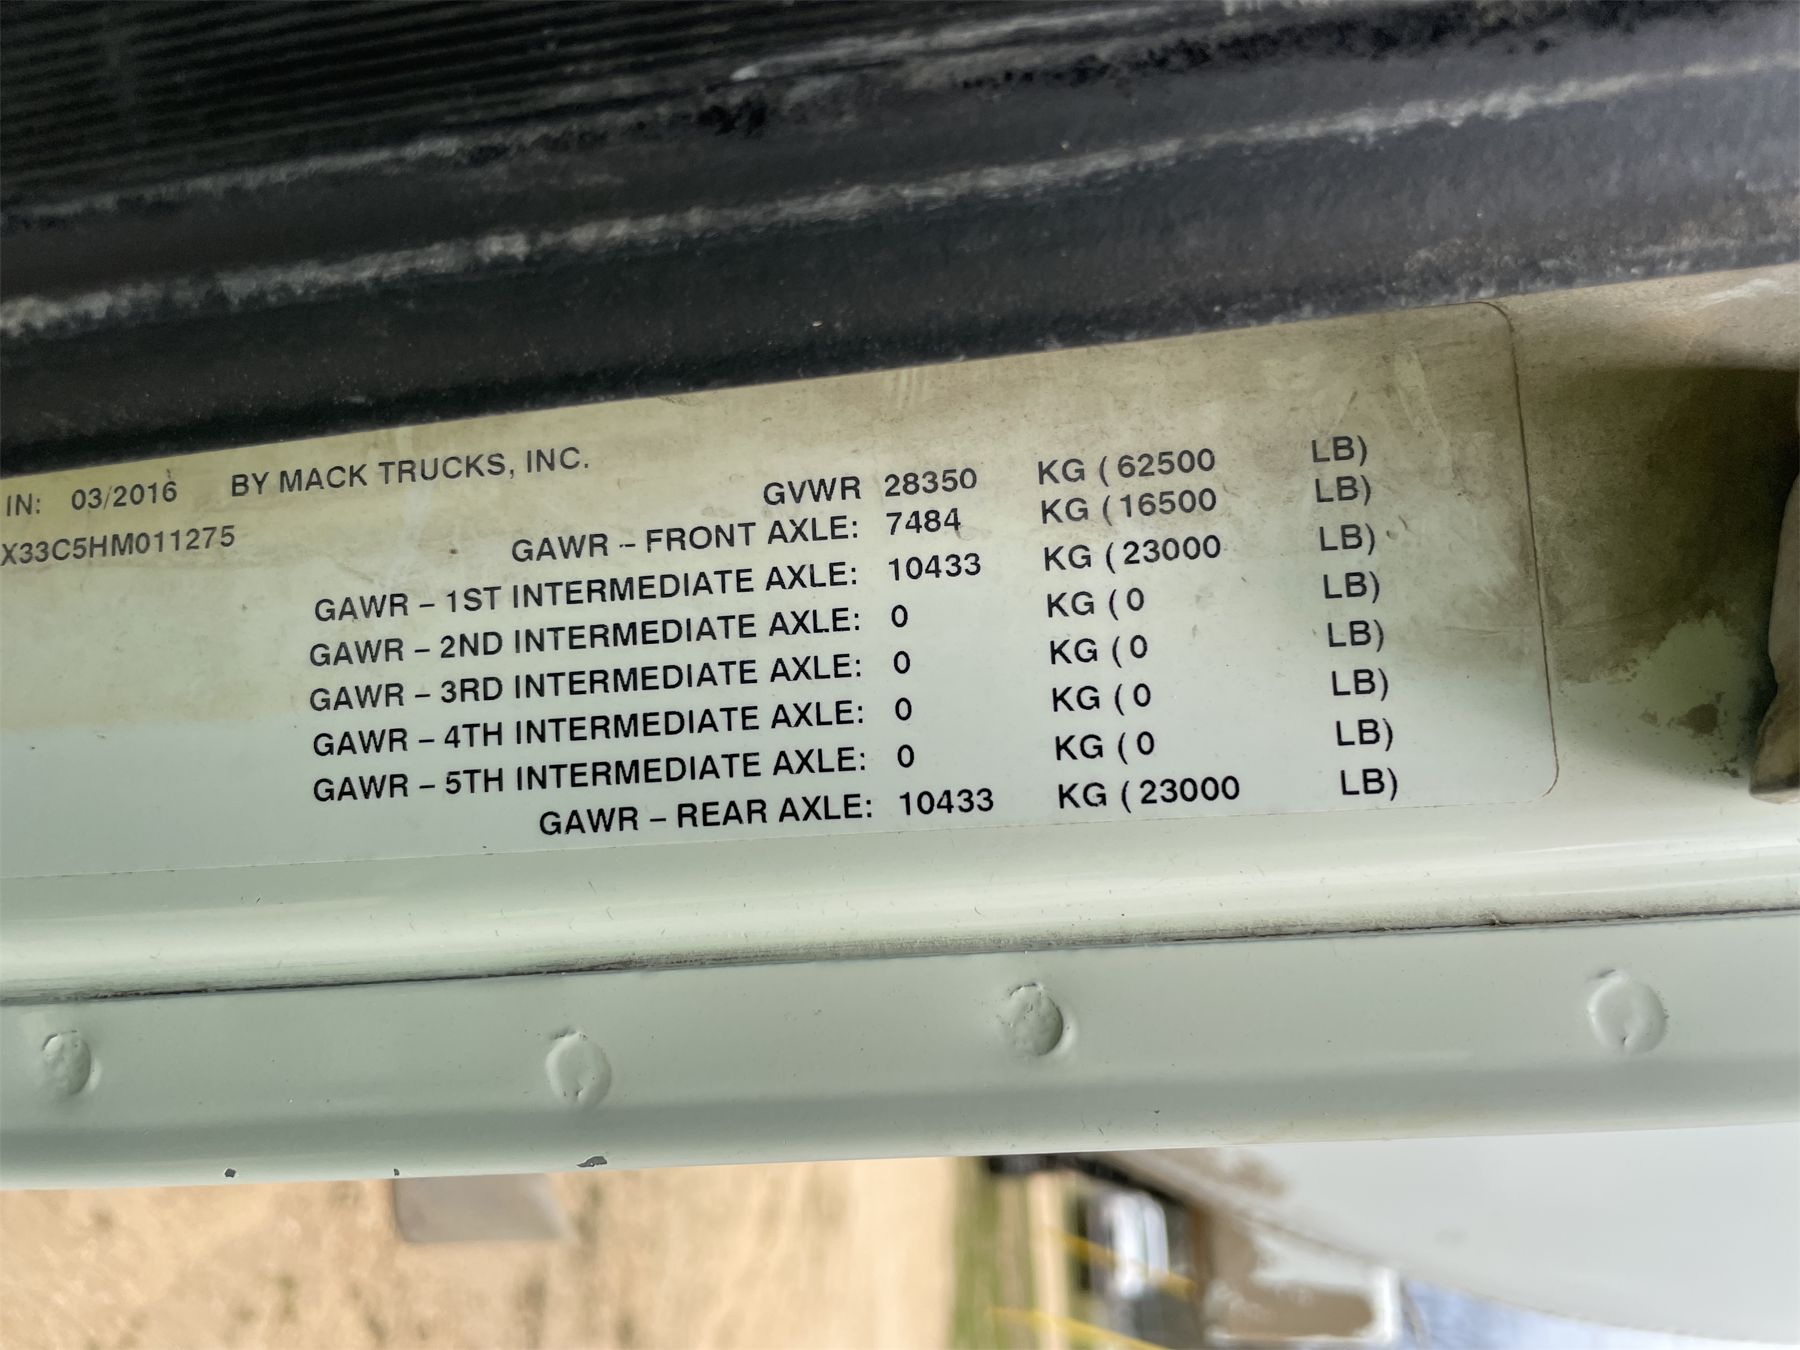 IN: 03/2016 BY MACK TRUCKS, INC.
X33C5HM011275
GVWR 28350 KG (62500 LB)
GAWR - FRONT AXLE: 7484 KG (16500 LB)
GAWR - 1ST INTERMEDIATE AXLE: 10433 KG (23000 LB)
GAWR - 2ND INTERMEDIATE AXLE: 0 KG (0 LB)
GAWR - 3RD INTERMEDIATE AXLE: 0 KG (0 LB)
GAWR - 4TH INTERMEDIATE AXLE: 0 KG (0 LB)
GAWR - 5TH INTERMEDIATE AXLE: 0 KG (0 LB)
GAWR - REAR AXLE: 10433 KG (23000 LB)